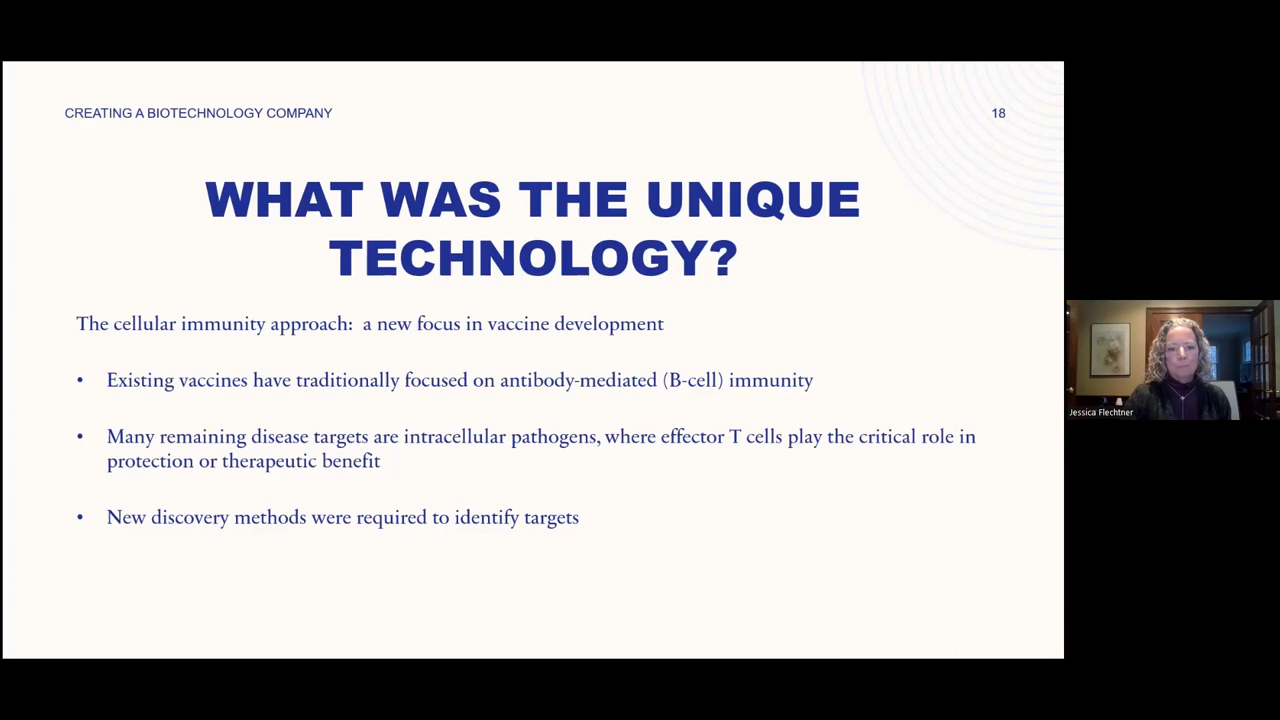 CREATING A BIOTECHNOLOGY COMPANY
18
WHAT WAS THE UNIQUE
TECHNOLOGY?
The cellular immunity approach:  a new focus in vaccine development
• Existing vaccines have traditionally focused on antibody-mediated (B-cell) immunity
• Many remaining disease targets are intracellular pathogens, where effector T cells play the critical role in
protection or therapeutic benefit
• New discovery methods were required to identify targets
Jessica Flechtner